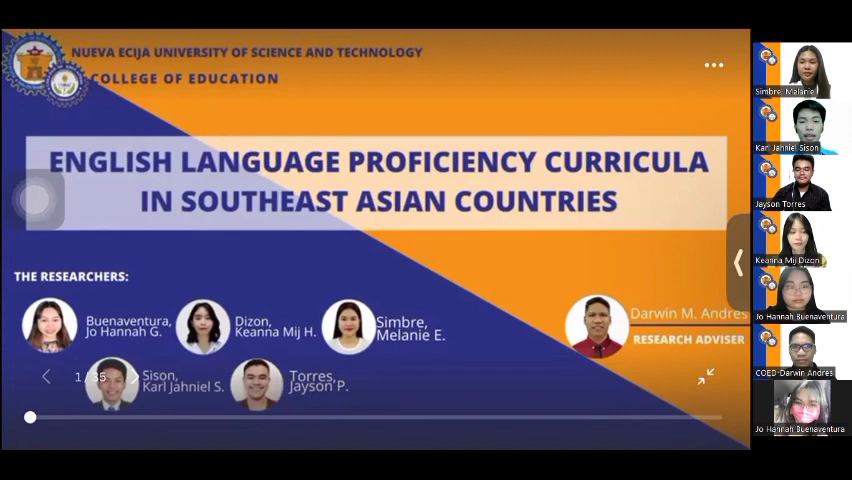 NUEVA ECIJA UNIVERSITY OF SCIENCE AND TECHNOLOGY
COLLEGE OF EDUCATION
ENGLISH LANGUAGE PROFICIENCY CURRICULA
IN SOUTHEAST ASIAN COUNTRIES
THE RESEARCHERS:
Buenaventura,
Jo Hannah G.
Dizon,
Keanna Mij H.
Simbre,
Melanie E.
Darwin M. Andres
RESEARCH ADVISER
1 / 35
Sison,
Karl Jahniel S.
Torres,
Jayson P.
Simbre, Melanie
Karl Jahniel Sison
Jayson Torres
Keanna Mij Dizon
Jo Hannah Buenaventura
COED-Darwin Andres
Jo Hannah Buenaventura